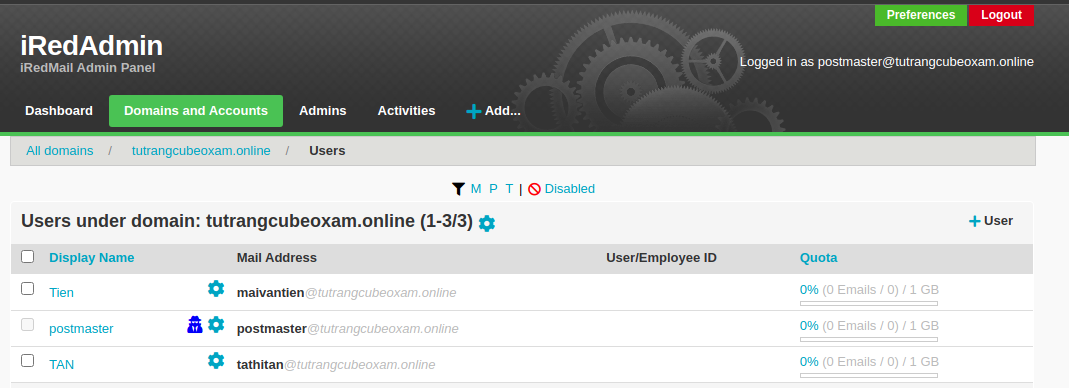 Preferences Logout
iRedAdmin
iRedMail Admin Panel
Logged in as postmaster@tutrangcubeoxam.online
Dashboard Domains and Accounts Admins Activities Add...
All domains / tutrangcubeoxam.online / Users
M P T | Disabled
Users under domain: tutrangcubeoxam.online (1-3/3)
User
Display Name Mail Address User/Employee ID Quota
Tien maivantien@tutrangcubeoxam.online 0% (0 Emails / 0) / 1 GB
postmaster postmaster@tutrangcubeoxam.online 0% (0 Emails / 0) / 1 GB
TAN tathitan@tutrangcubeoxam.online 0% (0 Emails / 0) / 1 GB